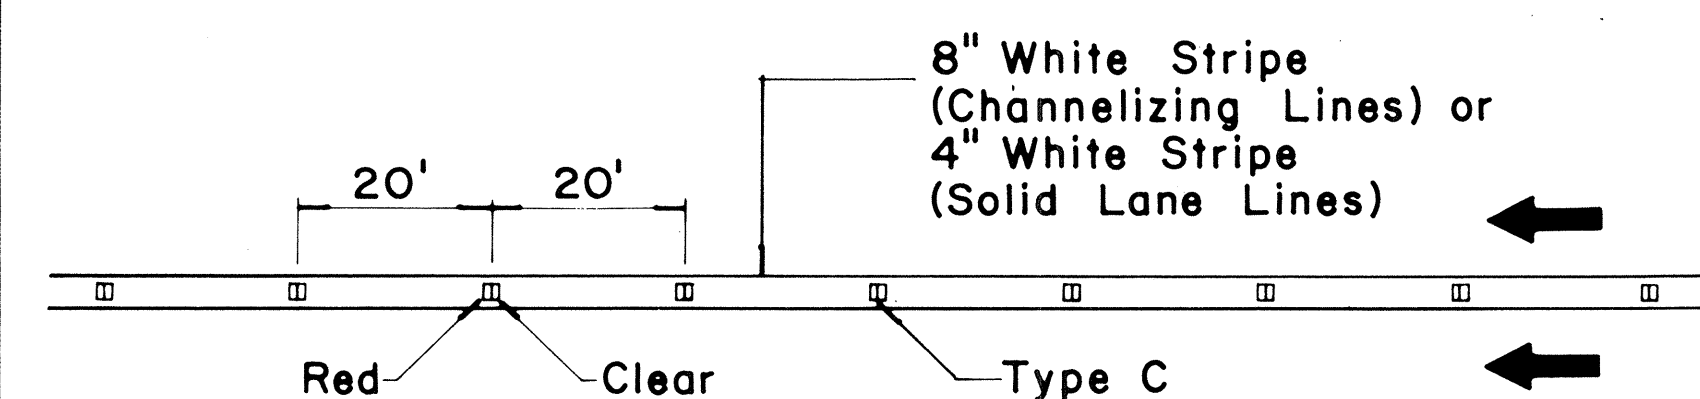 8" White Stripe
(Channelizing Lines) or
4" White Stripe
(Solid Lane Lines)
20' 20'
Red Clear Type C